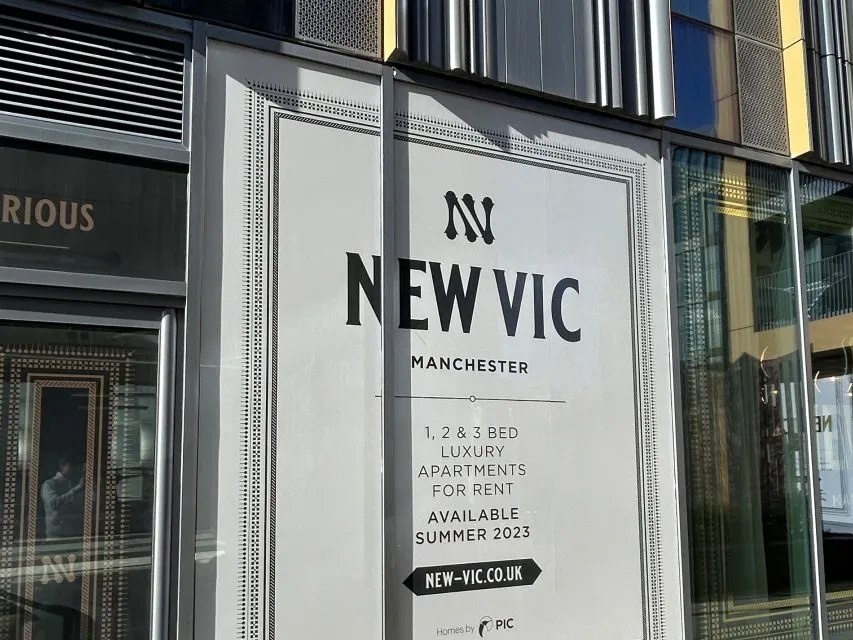 RIOUS
NEW VIC
MANCHESTER
1, 2 & 3 BED
LUXURY
APARTMENTS
FOR RENT
AVAILABLE
SUMMER 2023
NEW-VIC.CO.UK
Homes by PIC